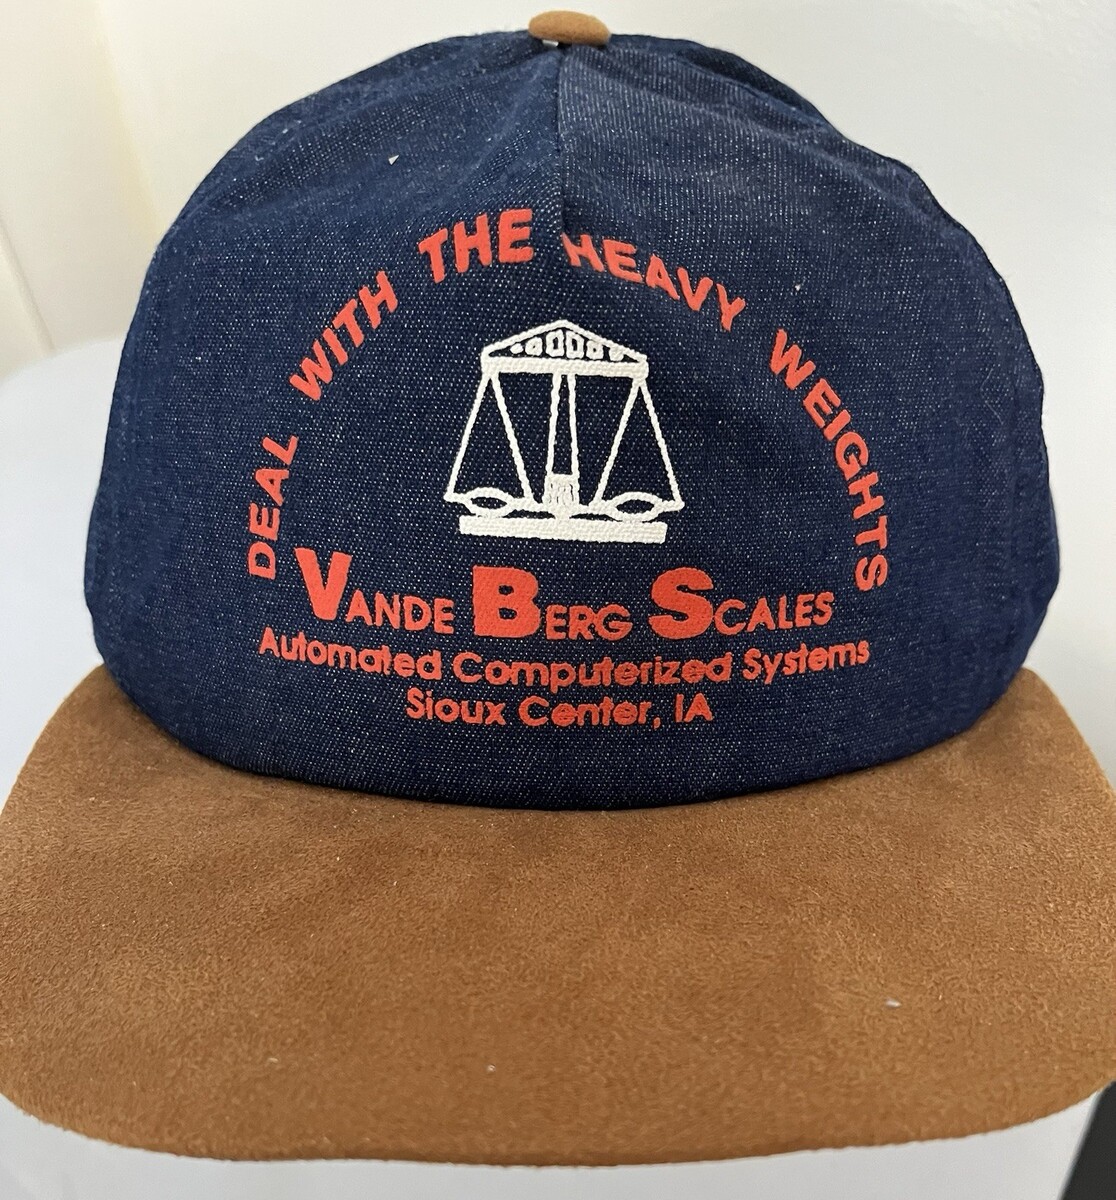 DEAL WITH THE HEAVY WEIGHTS
VANDE BERG SCALES
Automated Computerized Systems
Sioux Center, IA